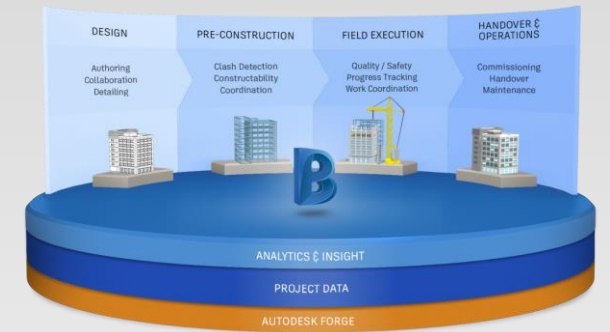 DESIGN
Authoring
Collaboration
Detailing
PRE-CONSTRUCTION
Clash Detection
Constructability
Coordination
FIELD EXECUTION
Quality / Safety
Progress Tracking
Work Coordination
HANDOVER &
OPERATIONS
Commissioning
Handover
Maintenance
B
ANALYTICS & INSIGHT
PROJECT DATA
AUTODESK FORGE